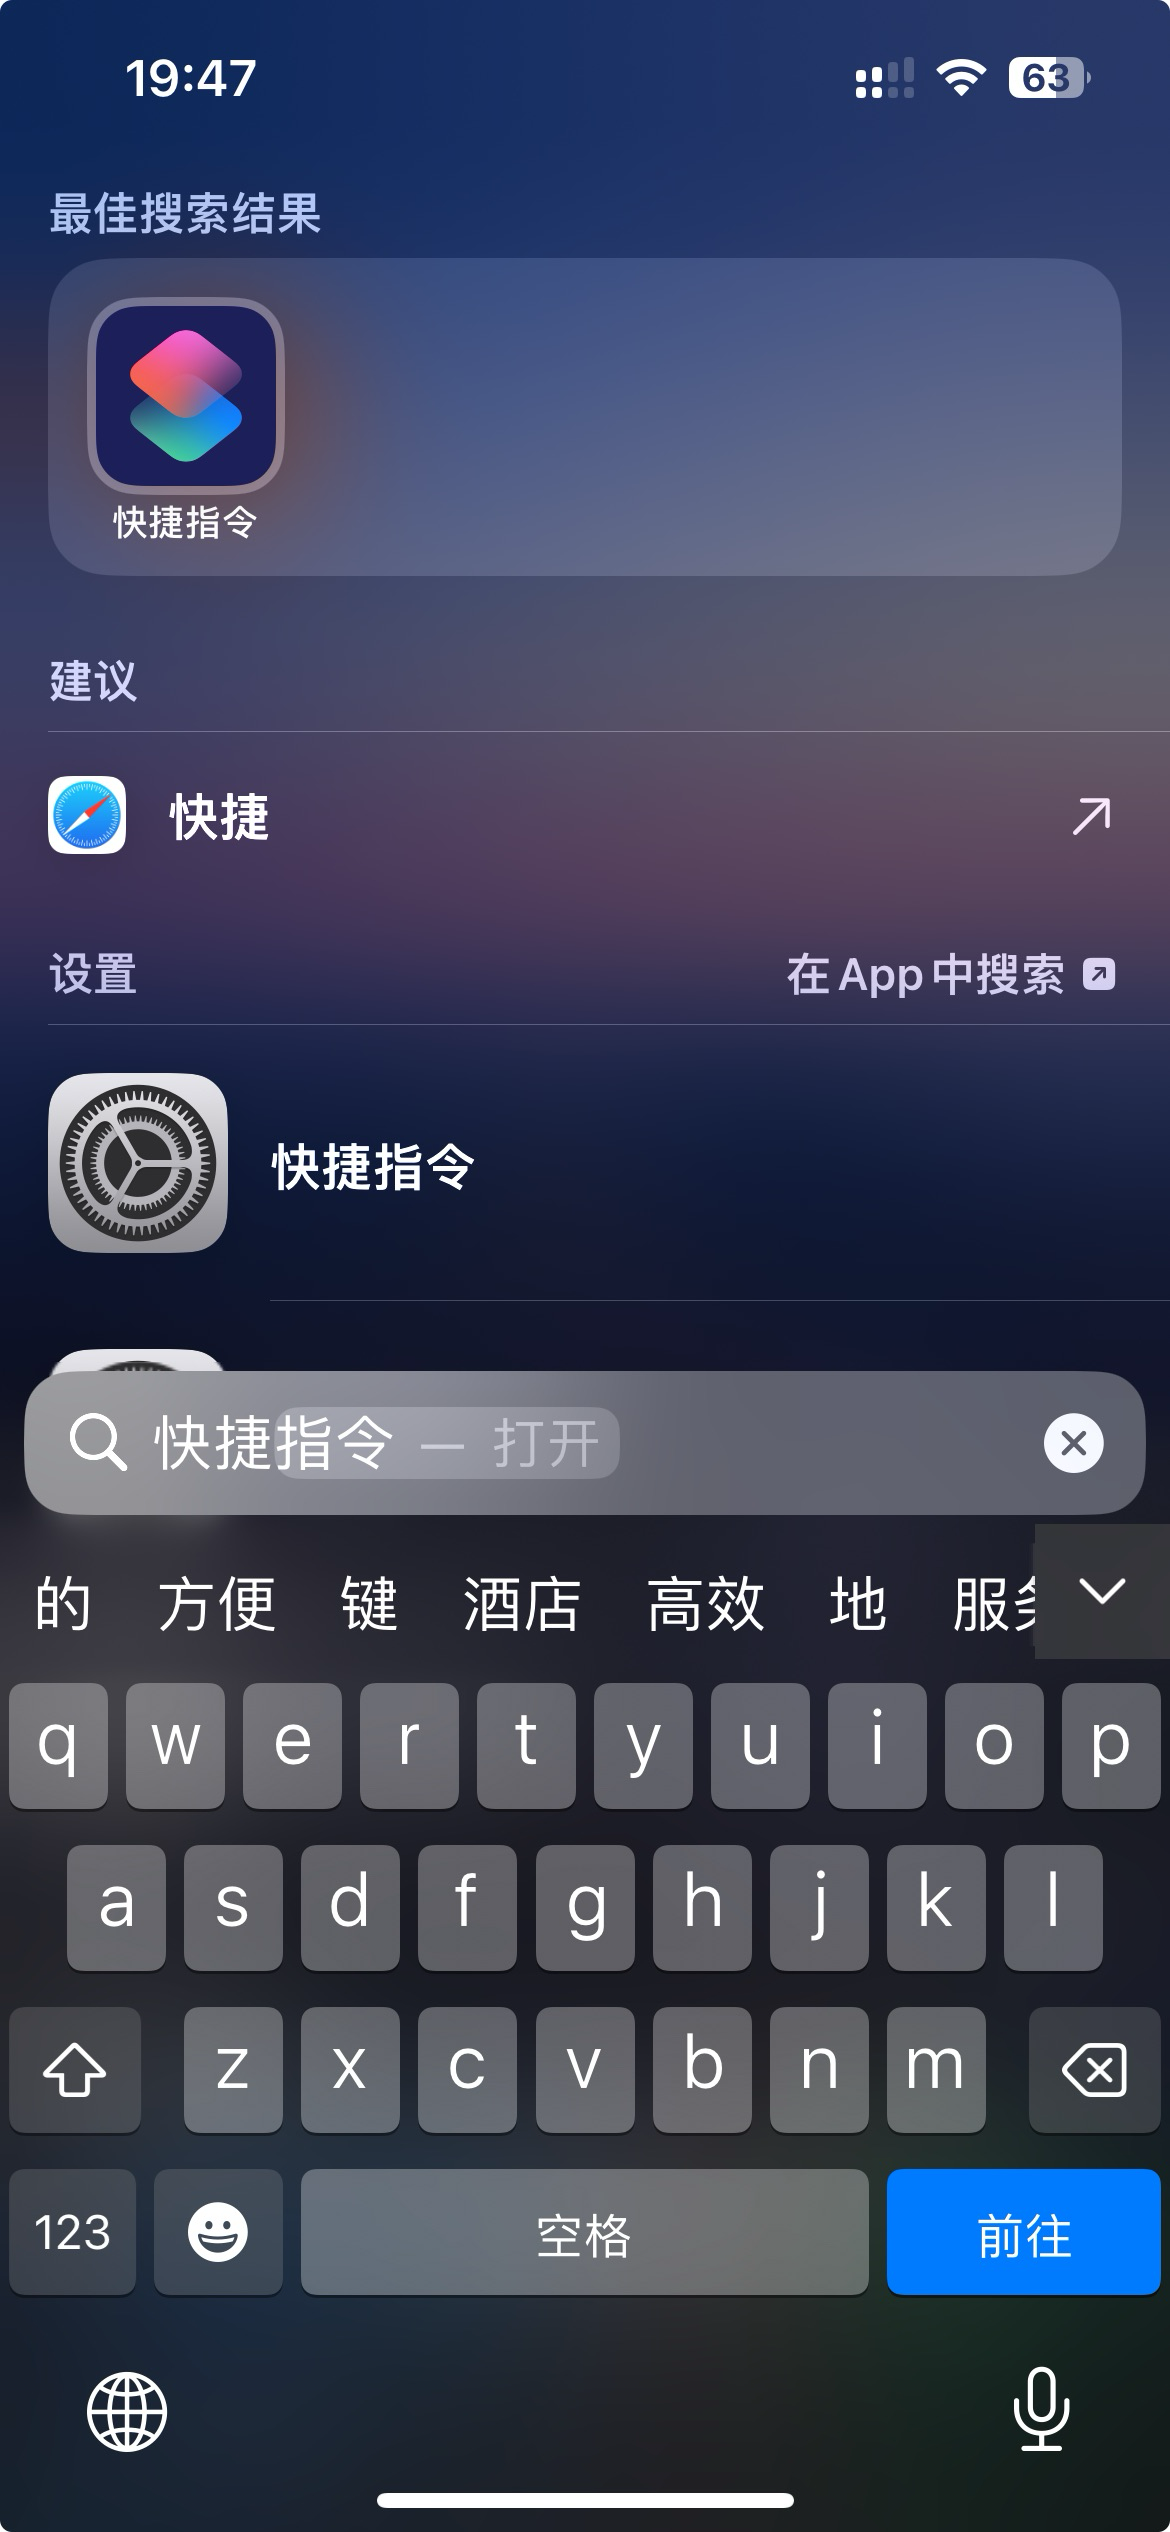 19:47
63
最佳搜索结果
快捷指令
建议
快捷
设置 在 App 中搜索
快捷指令
快捷指令 — 打开
的 方便 键 酒店 高效 地 服务
q w e r t y u i o p
a s d f g h j k l
z x c v b n m
123 空格 前往